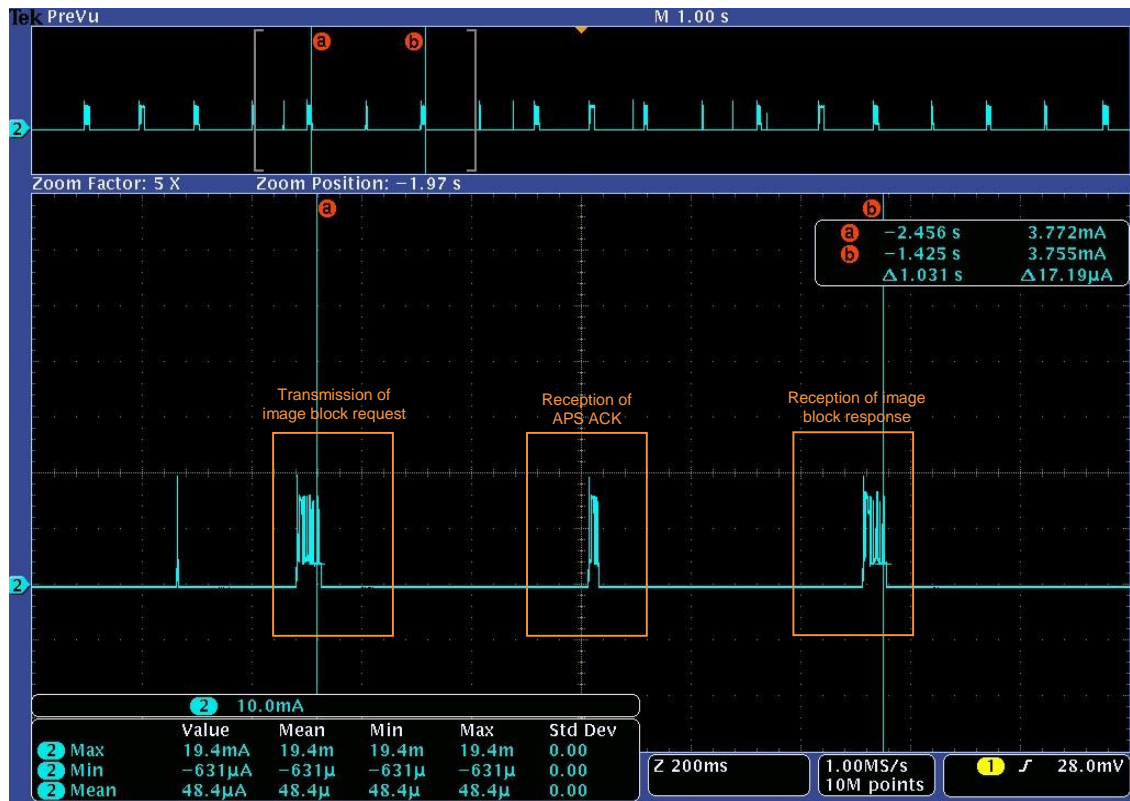 Tek PreVu M 1.00 s
a b
2
Zoom Factor: 5 X Zoom Position: −1.97 s
a b
a −2.456 s 3.772mA
b −1.425 s 3.755mA
Δ1.031 s Δ17.19µA
Transmission of
image block request
Reception of
APS ACK
Reception of image
block response
2
2 10.0mA
Value Mean Min Max Std Dev
2 Max 19.4mA 19.4m 19.4m 19.4m 0.00
2 Min −631µA −631µ −631µ −631µ 0.00
2 Mean 48.4µA 48.4µ 48.4µ 48.4µ 0.00
Z 200ms
1.00MS/s
10M points
1 28.0mV